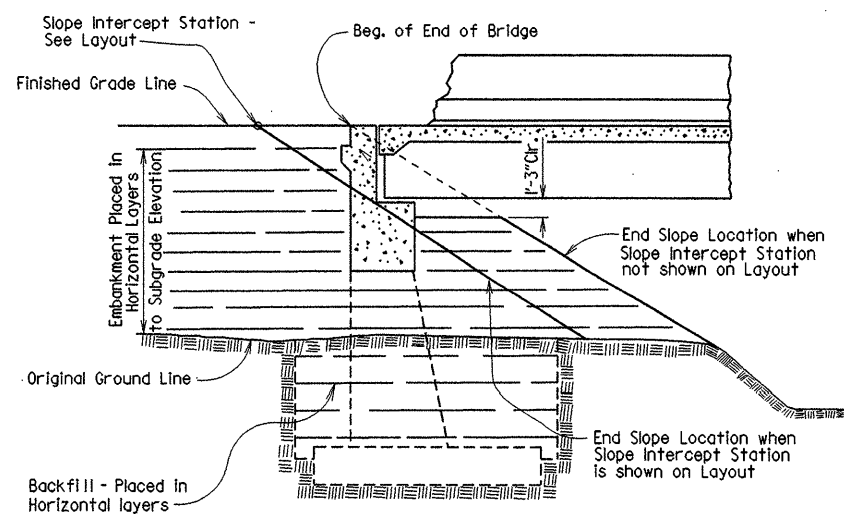 Slope Intercept Station -
See Layout
Beg. of End of Bridge
Finished Grade Line
Embankment Placed in
Horizontal Layers
to Subgrade Elevation
1'-3"Clr.
End Slope Location when
Slope Intercept Station
not shown on Layout
Original Ground Line
End Slope Location when
Slope Intercept Station
is shown on Layout
Backfill - Placed in
Horizontal layers